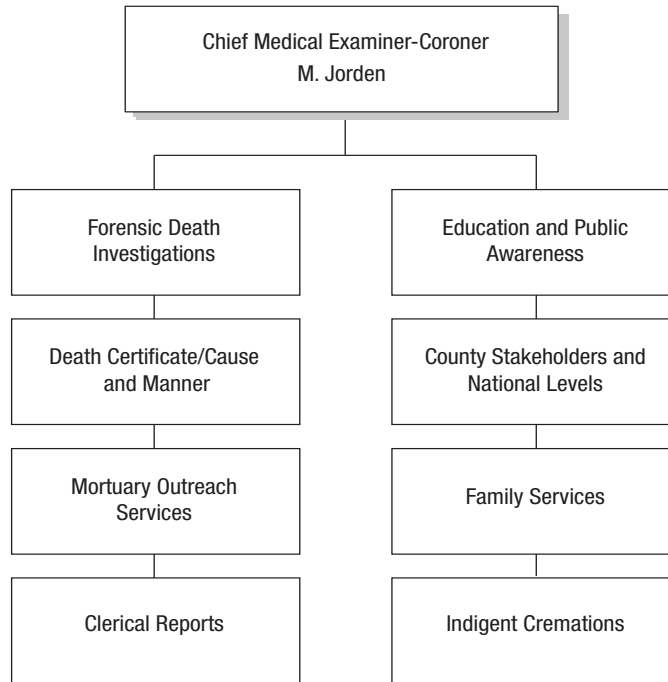 Chief Medical Examiner-Coroner
M. Jorden
Forensic Death
Investigations
Education and Public
Awareness
Death Certificate/Cause
and Manner
County Stakeholders and
National Levels
Mortuary Outreach
Services
Family Services
Clerical Reports
Indigent Cremations